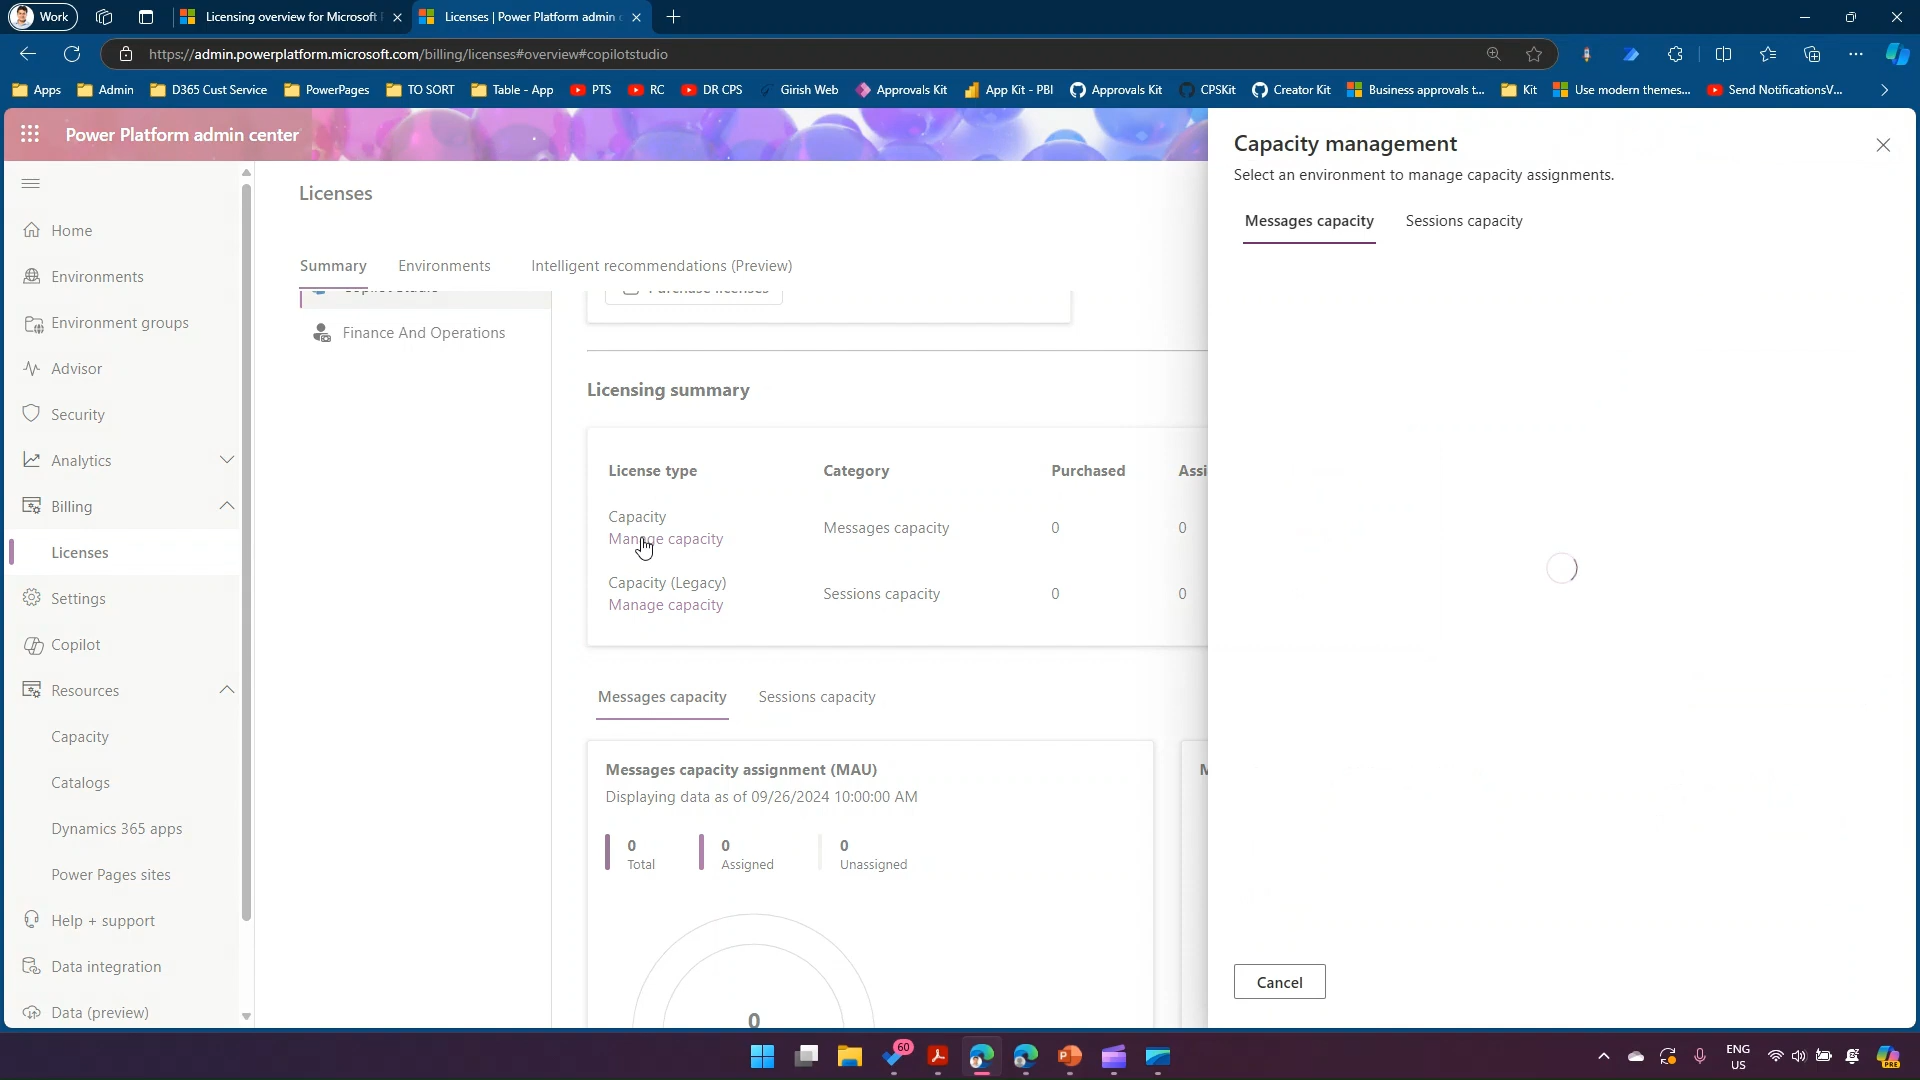 Work
Licensing overview for Microsoft
Licenses | Power Platform admin
https://admin.powerplatform.microsoft.com/billing/licenses#overview#copilotstudio
Apps
Admin
D365 Cust Service
PowerPages
TO SORT
Table - App
PTS
RC
DR CPS
Girish Web
Approvals Kit
App Kit - PBI
Approvals Kit
CPSKit
Creator Kit
Business approvals t...
Kit
Use modern themes...
Send NotificationsV...
Power Platform admin center
Home
Environments
Environment groups
Advisor
Security
Analytics
Billing
Licenses
Settings
Copilot
Resources
Capacity
Catalogs
Dynamics 365 apps
Power Pages sites
Help + support
Data integration
Data (preview)
Licenses
Summary
Environments
Intelligent recommendations (Preview)
Copilot Studio
Finance And Operations
Purchase licenses
Licensing summary
License type
Category
Purchased
Assi
Capacity
Manage capacity
Messages capacity
0
0
Capacity (Legacy)
Manage capacity
Sessions capacity
0
0
Messages capacity
Sessions capacity
Messages capacity assignment (MAU)
Displaying data as of 09/26/2024 10:00:00 AM
0
Total
0
Assigned
0
Unassigned
0
Capacity management
Select an environment to manage capacity assignments.
Messages capacity
Sessions capacity
Cancel
60
ENG
US
PRE